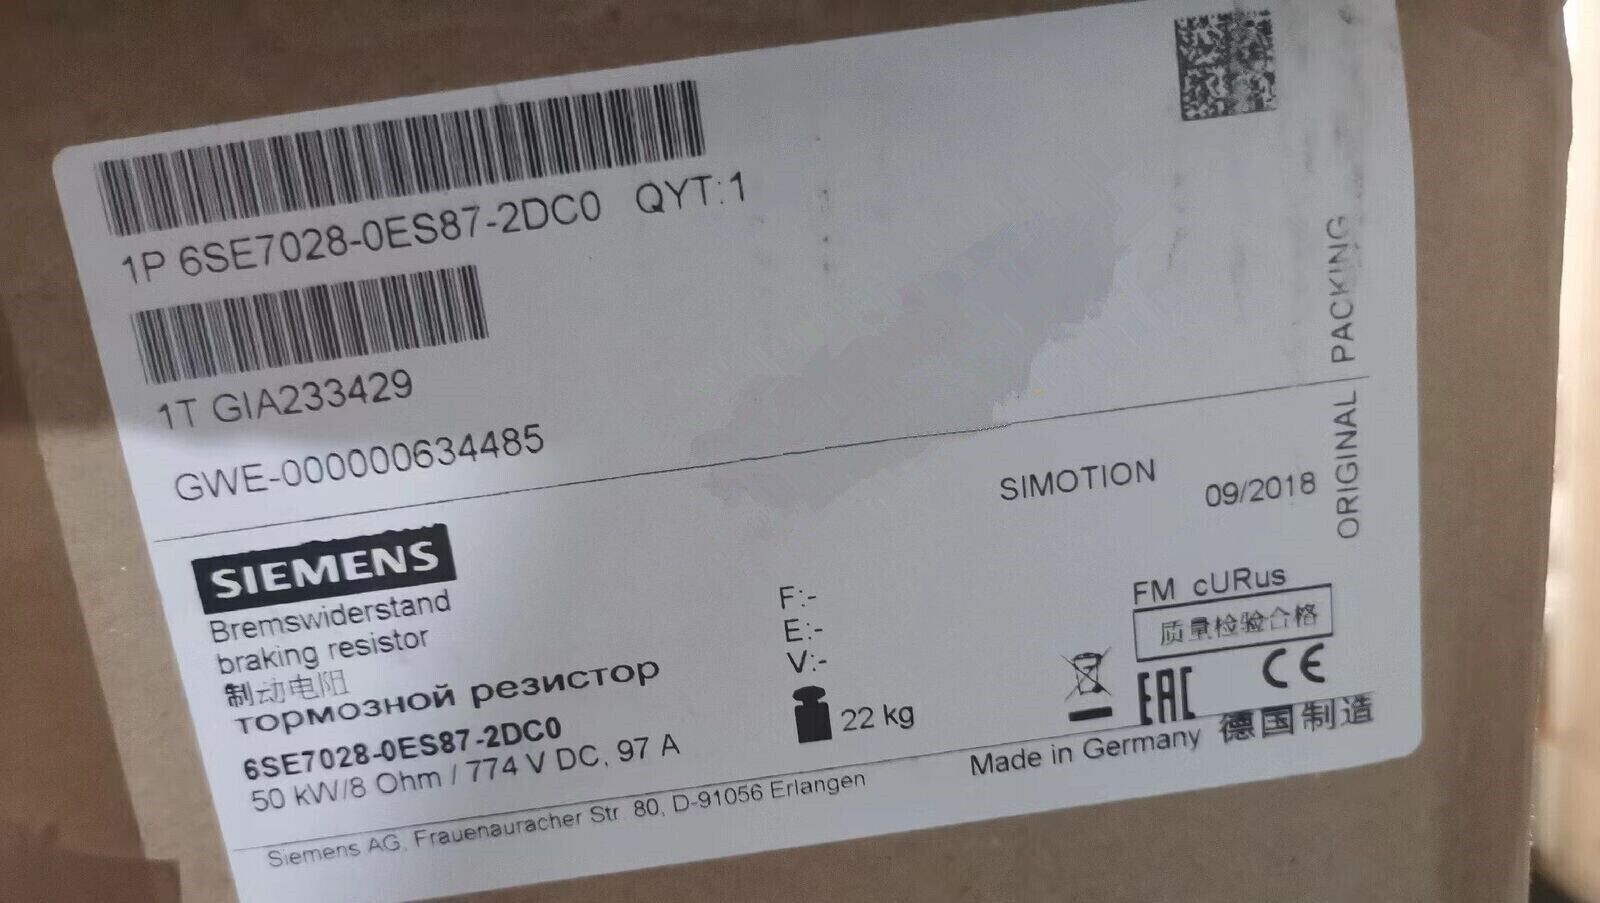 1P 6SE7028-0ES87-2DC0 QYT:1
1T GIA233429
GWE-000000634485
SIMOTION 09/2018
ORIGINAL PACKING
SIEMENS
Bremswiderstand
braking resistor
制动电阻
тормозной резистор
6SE7028-0ES87-2DC0
50 kW/8 Ohm / 774 V DC, 97 A
F:-
E:-
V:-
22 kg
FM cURus
质量检验合格
EAC CE
Made in Germany 德国制造
Siemens AG, Frauenauracher Str. 80, D-91056 Erlangen